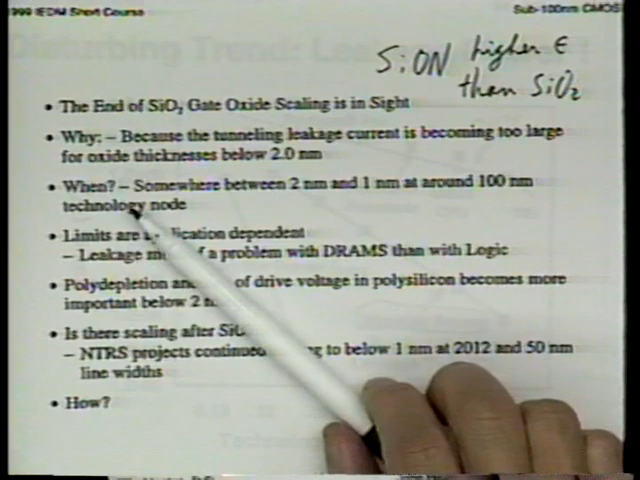 999 IEDM Short Course
Sub-100nm CMOS
SiON higher ϵ
than SiO₂
• The End of SiO₂ Gate Oxide Scaling is in Sight
• Why: – Because the tunneling leakage current is becoming too large
for oxide thicknesses below 2.0 nm
• When? – Somewhere between 2 nm and 1 nm at around 100 nm
technology node
• Limits are dependent
– Leakage a problem with DRAMS than with Logic
• Polydepletion of drive voltage in polysilicon becomes more
important below 2
• Is there scaling after
– NTRS projects continued to below 1 nm at 2012 and 50 nm
line widths
• How?